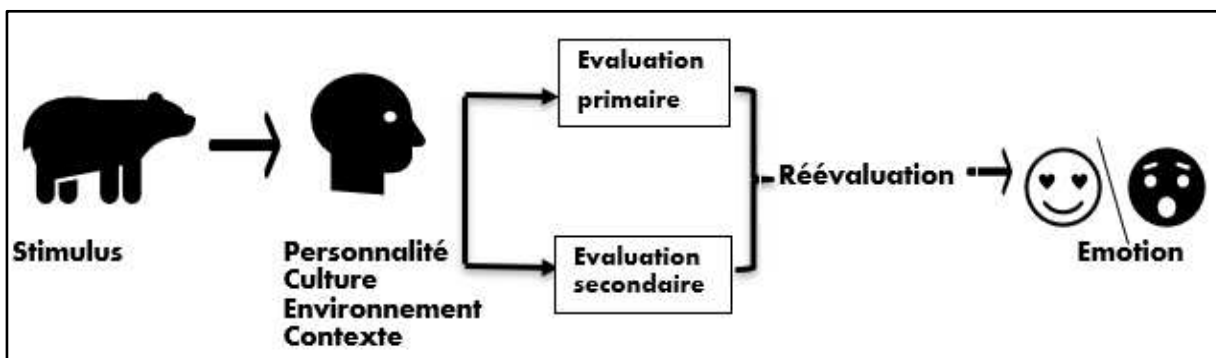 Stimulus
Personnalité
Culture
Environnement
Contexte
Evaluation
primaire
Evaluation
secondaire
Réévaluation
Emotion